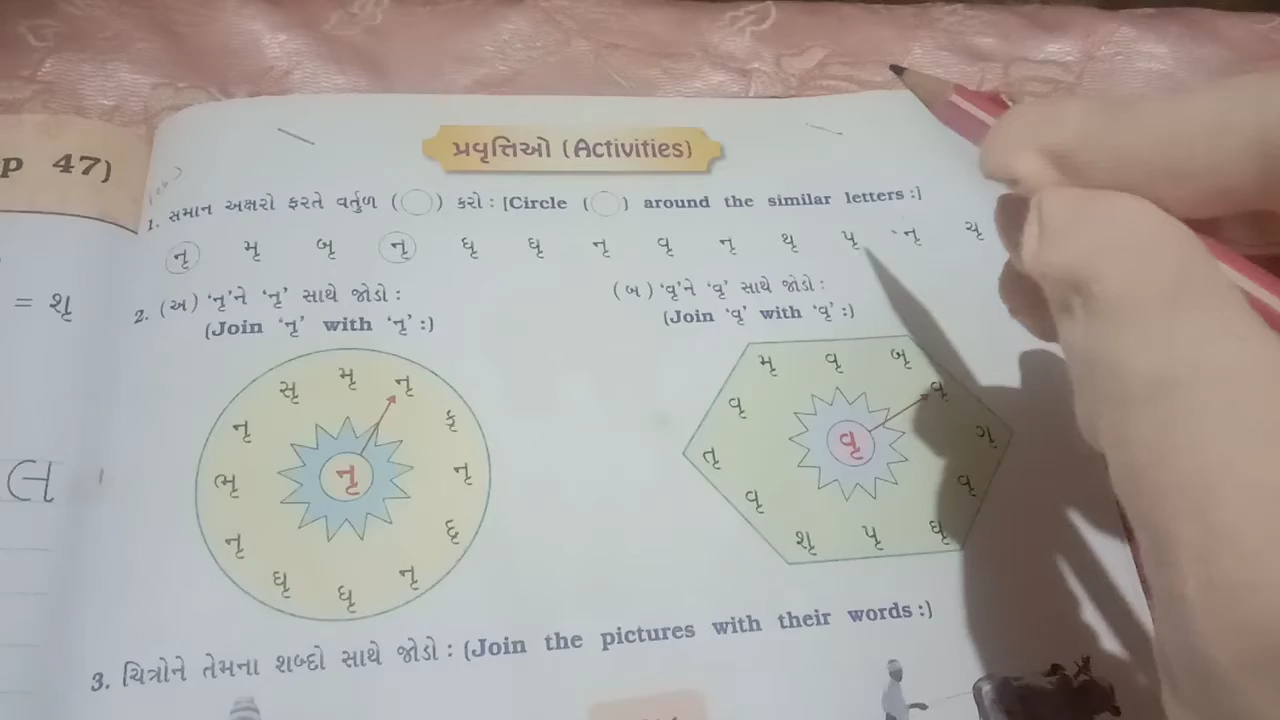 p 47)
= શૃ
પ્રવૃત્તિઓ (Activities)
1. સમાન અક્ષરો ફરતે વર્તુળ ( ) કરો : [Circle ( ) around the similar letters :]
નૃ મૃ બૃ નૃ ધૃ ઘૃ નૃ વૃ નૃ થૃ પૃ નૃ ચૃ
2. (અ) 'નૃ'ને 'નૃ' સાથે જોડો :
(Join 'નૃ' with 'નૃ' :)
(બ) 'વૃ'ને 'વૃ' સાથે જોડો :
(Join 'વૃ' with 'વૃ' :)
સૃ મૃ નૃ
નૃ કૃ
ભૃ નૃ નૃ
નૃ દૃ
ઘૃ ધૃ નૃ
મૃ વૃ બૃ
વૃ વૃ
તૃ વૃ ગૃ
વૃ વૃ
શૃ પૃ ઘૃ
લ
3. ચિત્રોને તેમના શબ્દો સાથે જોડો : (Join the pictures with their words :)